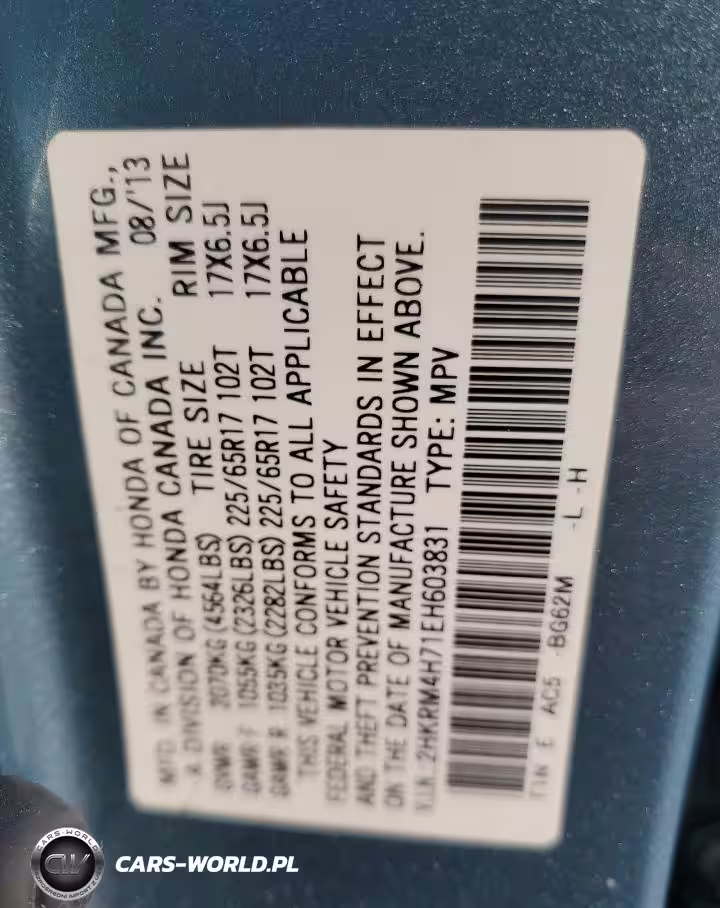 MFD. IN CANADA BY HONDA OF CANADA MFG.,
A DIVISION OF HONDA CANADA INC. 08/'13
GVWR 2070KG (4564LBS) TIRE SIZE RIM SIZE
GAWR F 1055KG (2326LBS) 225/65R17 102T 17X6.5J
GAWR R 1035KG (2282LBS) 225/65R17 102T 17X6.5J
THIS VEHICLE CONFORMS TO ALL APPLICABLE
FEDERAL MOTOR VEHICLE SAFETY
AND THEFT PREVENTION STANDARDS IN EFFECT
ON THE DATE OF MANUFACTURE SHOWN ABOVE.
V.I.N. 2HKRM4H71EH603831 TYPE: MPV
E AC5 BG62M -L -H
CARS-WORLD
CW
CARS-WORLD.PL